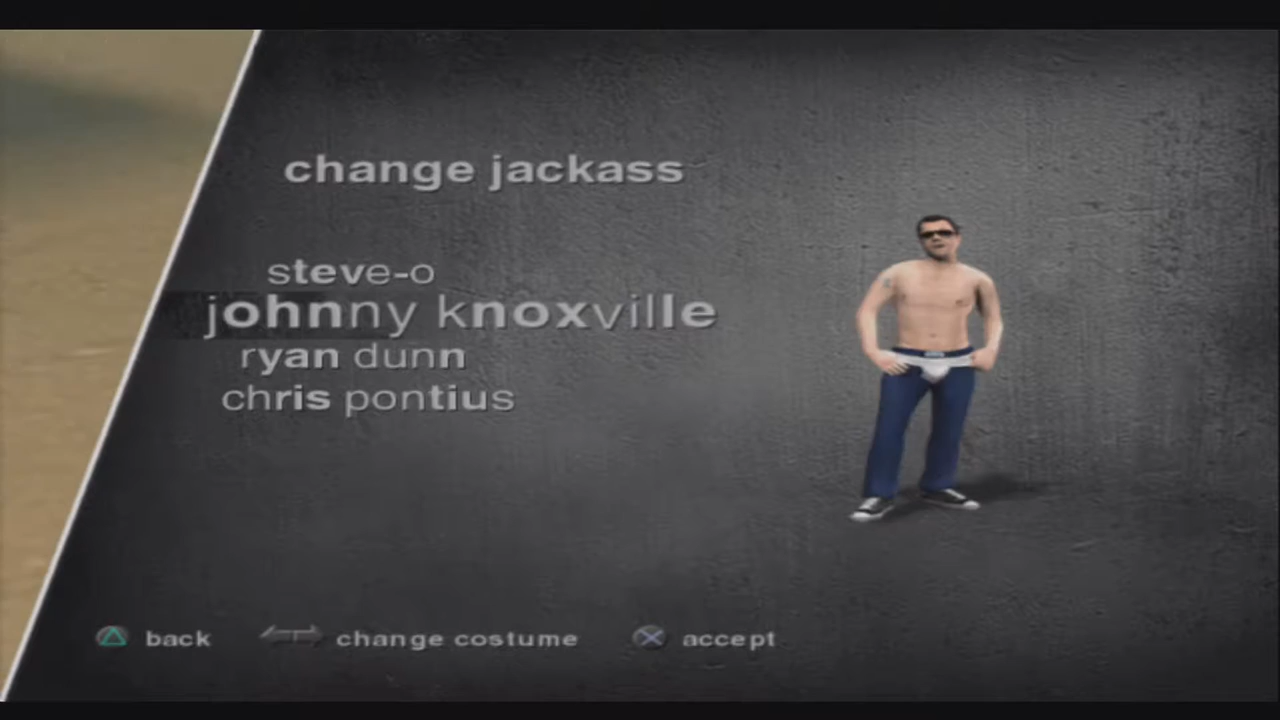 change jackass
steve-o
johnny knoxville
ryan dunn
chris pontius
back change costume accept